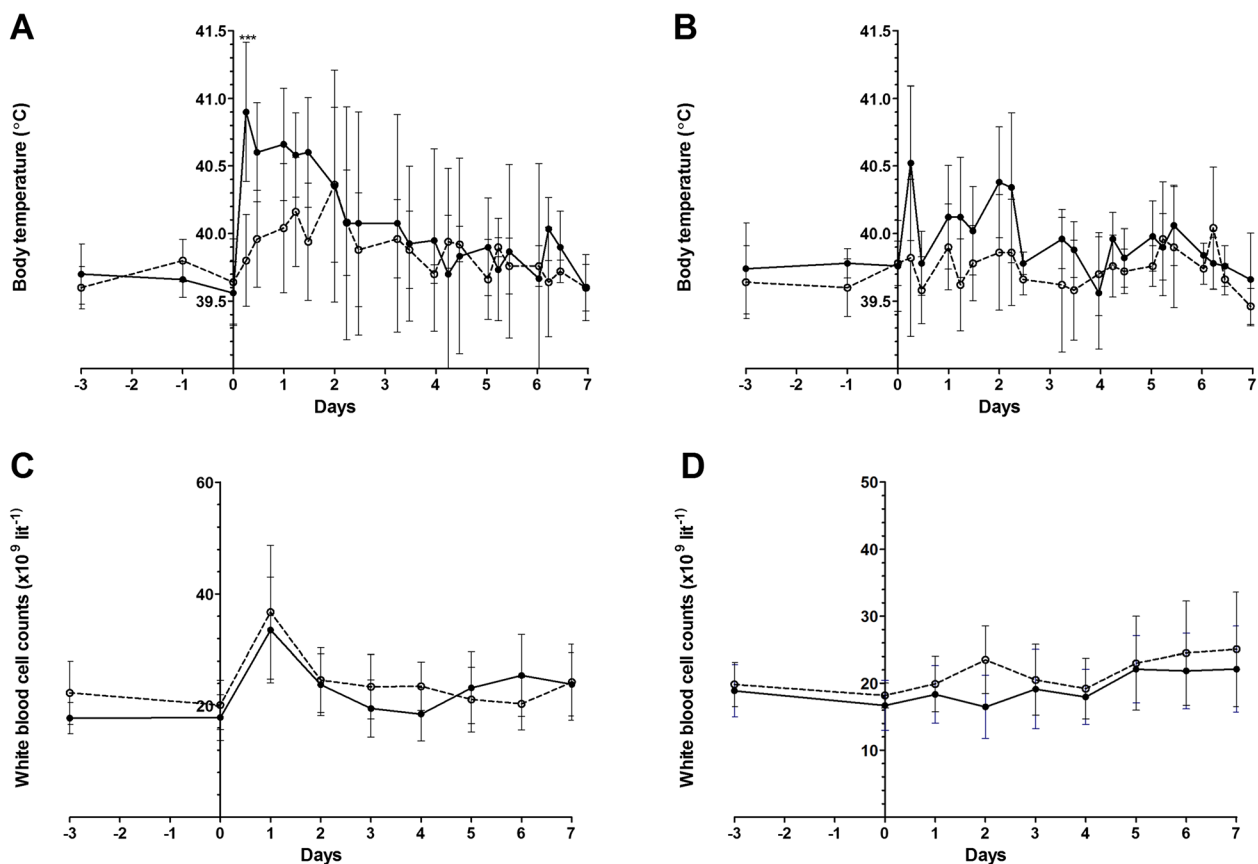 A
B
***
41.5
41.0
40.5
40.0
39.5
Body temperature (°C)
-3 -2 -1 0 1 2 3 4 5 6 7
Days
41.5
41.0
40.5
40.0
39.5
Body temperature (°C)
-3 -2 -1 0 1 2 3 4 5 6 7
Days
C
D
60
40
20
White blood cell counts (x10⁹ lit⁻¹)
-3 -2 -1 0 1 2 3 4 5 6 7
Days
50
40
30
20
10
White blood cell counts (x10⁹ lit⁻¹)
-3 -2 -1 0 1 2 3 4 5 6 7
Days